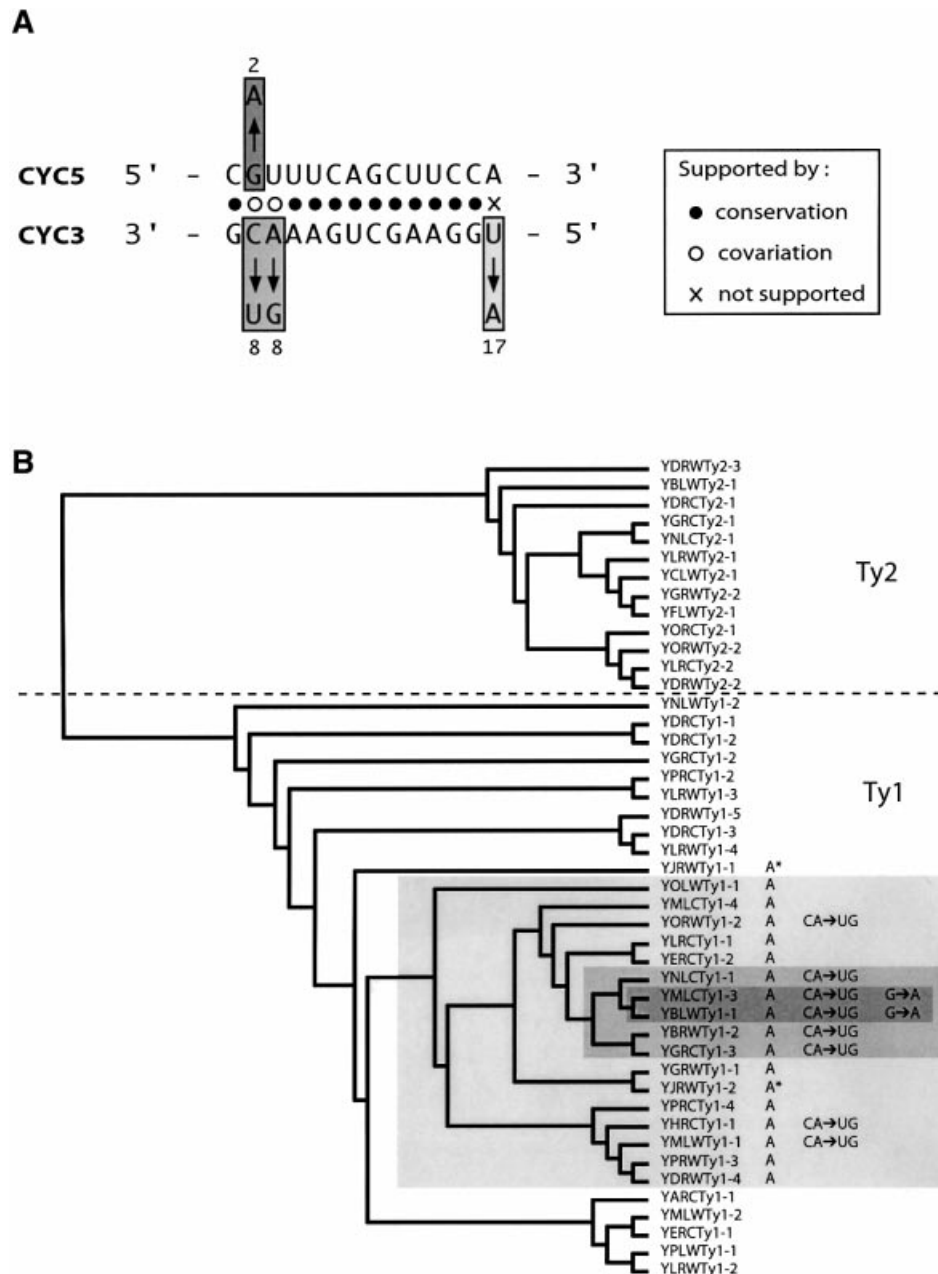 A
2
A
CYC5 5' - CGUUUCAGCUUCCA - 3'
CYC3 3' - GCAAAGUCGAAGGU - 5'
UG A
8 8 17
Supported by :
conservation
covariation
x not supported
B
YDRWTy2-3
YBLWTy2-1
YDRCTy2-1
YGRCTy2-1
YNLCTy2-1
YLRWTy2-1
YCLWTy2-1
YGRWTy2-2
YFLWTy2-1
YORCTy2-1
YORWTy2-2
YLRCTy2-2
YDRWTy2-2
Ty2
YNLWTy1-2
YDRCTy1-1
YDRCTy1-2
YGRCTy1-2
YPRCTy1-2
YLRWTy1-3
YDRWTy1-5
YDRCTy1-3
YLRWTy1-4
Ty1
YJRWTy1-1 A*
YOLWTy1-1 A
YMLCTy1-4 A
YORWTy1-2 A CA→UG
YLRCTy1-1 A
YERCTy1-2 A
YNLCTy1-1 A CA→UG
YMLCTy1-3 A CA→UG G→A
YBLWTy1-1 A CA→UG G→A
YBRWTy1-2 A CA→UG
YGRCTy1-3 A CA→UG
YGRWTy1-1 A
YJRWTy1-2 A*
YPRCTy1-4 A
YHRCTy1-1 A CA→UG
YMLWTy1-1 A CA→UG
YPRWTy1-3 A
YDRWTy1-4 A
YARCTy1-1
YMLWTy1-2
YERCTy1-1
YPLWTy1-1
YLRWTy1-2